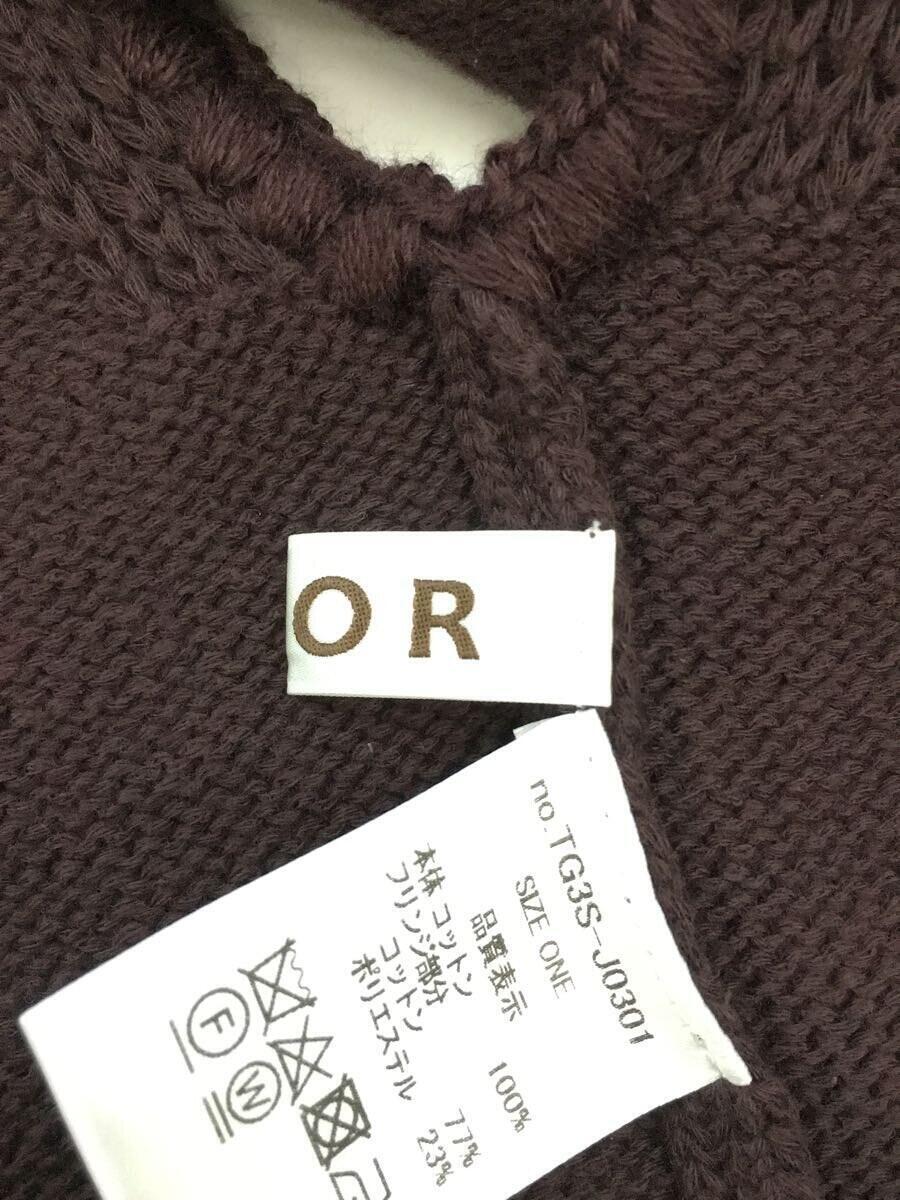 OR
no.TG3S-J0301
SIZE ONE
品質表示
本体 コットン 100%
フリンジ部分
コットン 77%
ポリエステル 23%
F
W